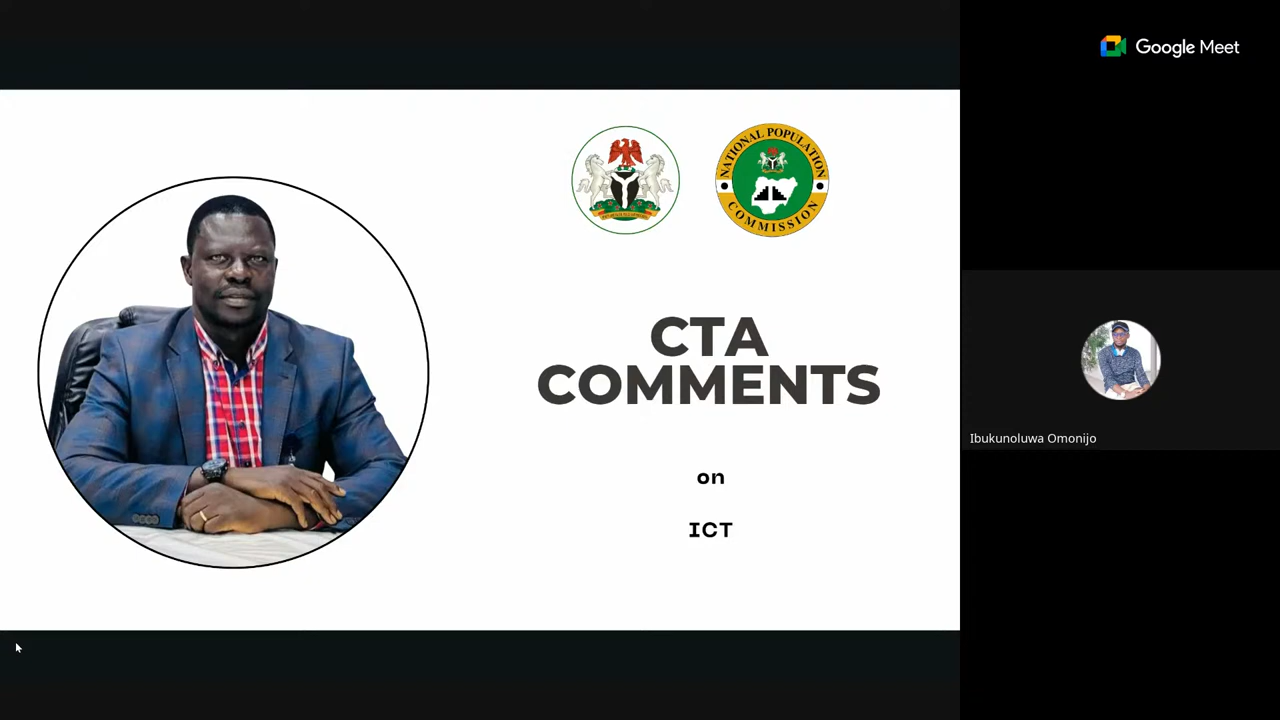 Google Meet
NATIONAL POPULATION
COMMISSION
CTA
COMMENTS
on
ICT
Ibukunoluwa Omonijo